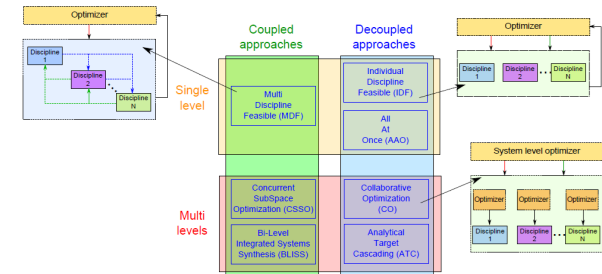 Optimizer
Discipline
1
Discipline
2
Discipline
N
Coupled
approaches
Decoupled
approaches
Single
level
Multi
Discipline
Feasible (MDF)
Individual
Discipline
Feasible (IDF)
All
At
Once (AAO)
Multi
levels
Concurrent
SubSpace
Optimization (CSSO)
Collaborative
Optimization
(CO)
Bi-Level
Integrated Systems
Synthesis (BLISS)
Analytical
Target
Cascading (ATC)
Optimizer
Discipline
1
Discipline
2
Discipline
N
System level optimizer
Optimizer
Optimizer
Optimizer
Discipline
1
Discipline
2
Discipline
N